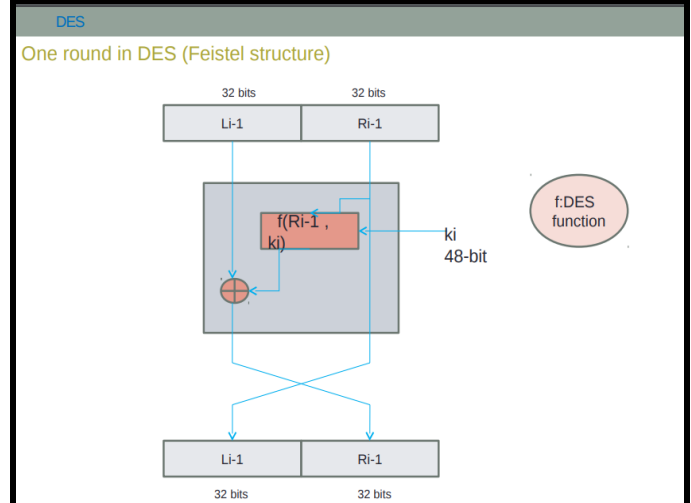 DES
One round in DES (Feistel structure)
32 bits
32 bits
Li-1
Ri-1
f(Ri-1 ,
ki)
f:DES
function
ki
48-bit
Li-1
Ri-1
32 bits
32 bits